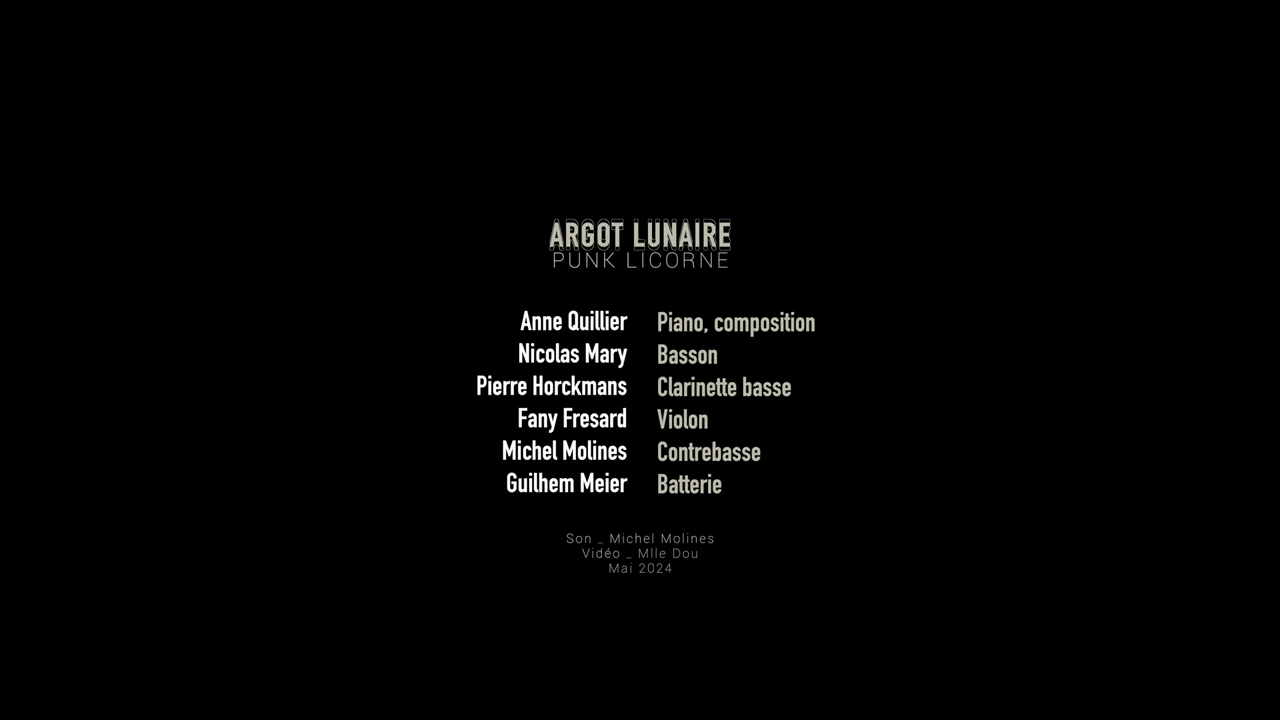 ARGOT LUNAIRE
PUNK LICORNE
Anne Quillier Piano, composition
Nicolas Mary Basson
Pierre Horckmans Clarinette basse
Fany Fresard Violon
Michel Molines Contrebasse
Guilhem Meier Batterie
Son _ Michel Molines
Vidéo _ Mlle Dou
Mai 2024